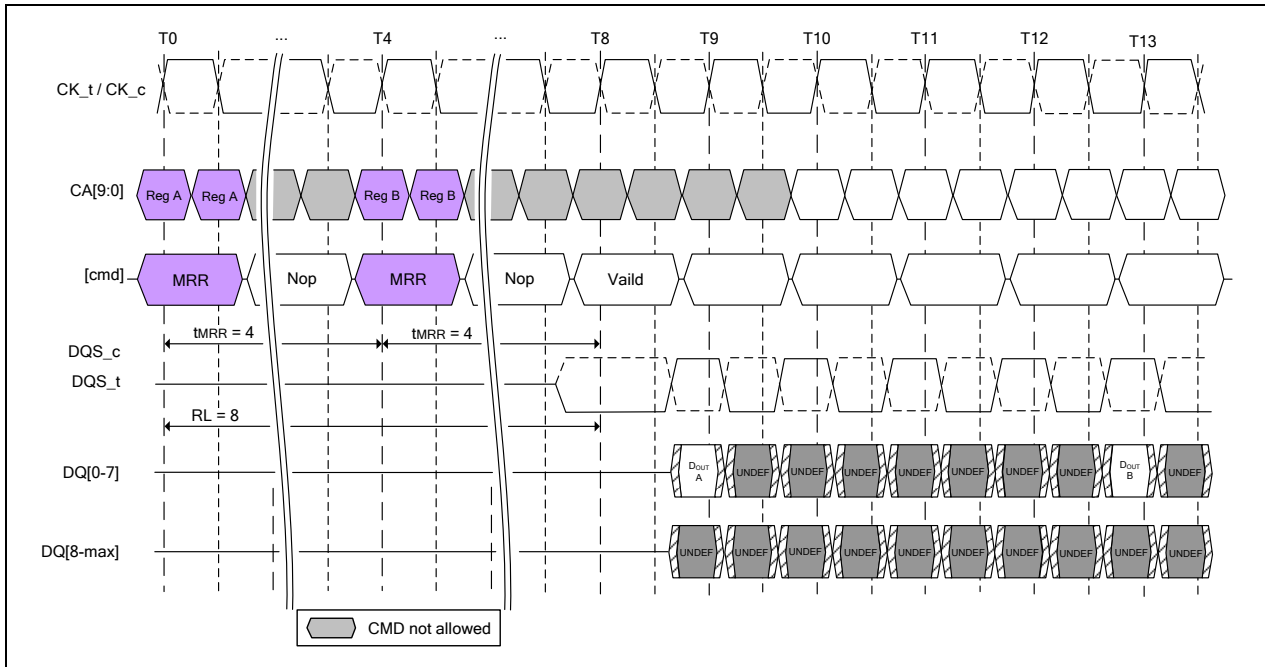 T0 ... T4 ... T8 T9 T10 T11 T12 T13
CK_t / CK_c
CA[9:0] Reg A Reg A Reg B Reg B
[cmd] MRR Nop MRR Nop Vaild
tMRR = 4 tMRR = 4
DQS_c
DQS_t
RL = 8
DQ[0-7] DOUT A UNDEF UNDEF UNDEF UNDEF UNDEF UNDEF UNDEF DOUT B UNDEF
DQ[8-max] UNDEF UNDEF UNDEF UNDEF UNDEF UNDEF UNDEF UNDEF UNDEF UNDEF
CMD not allowed